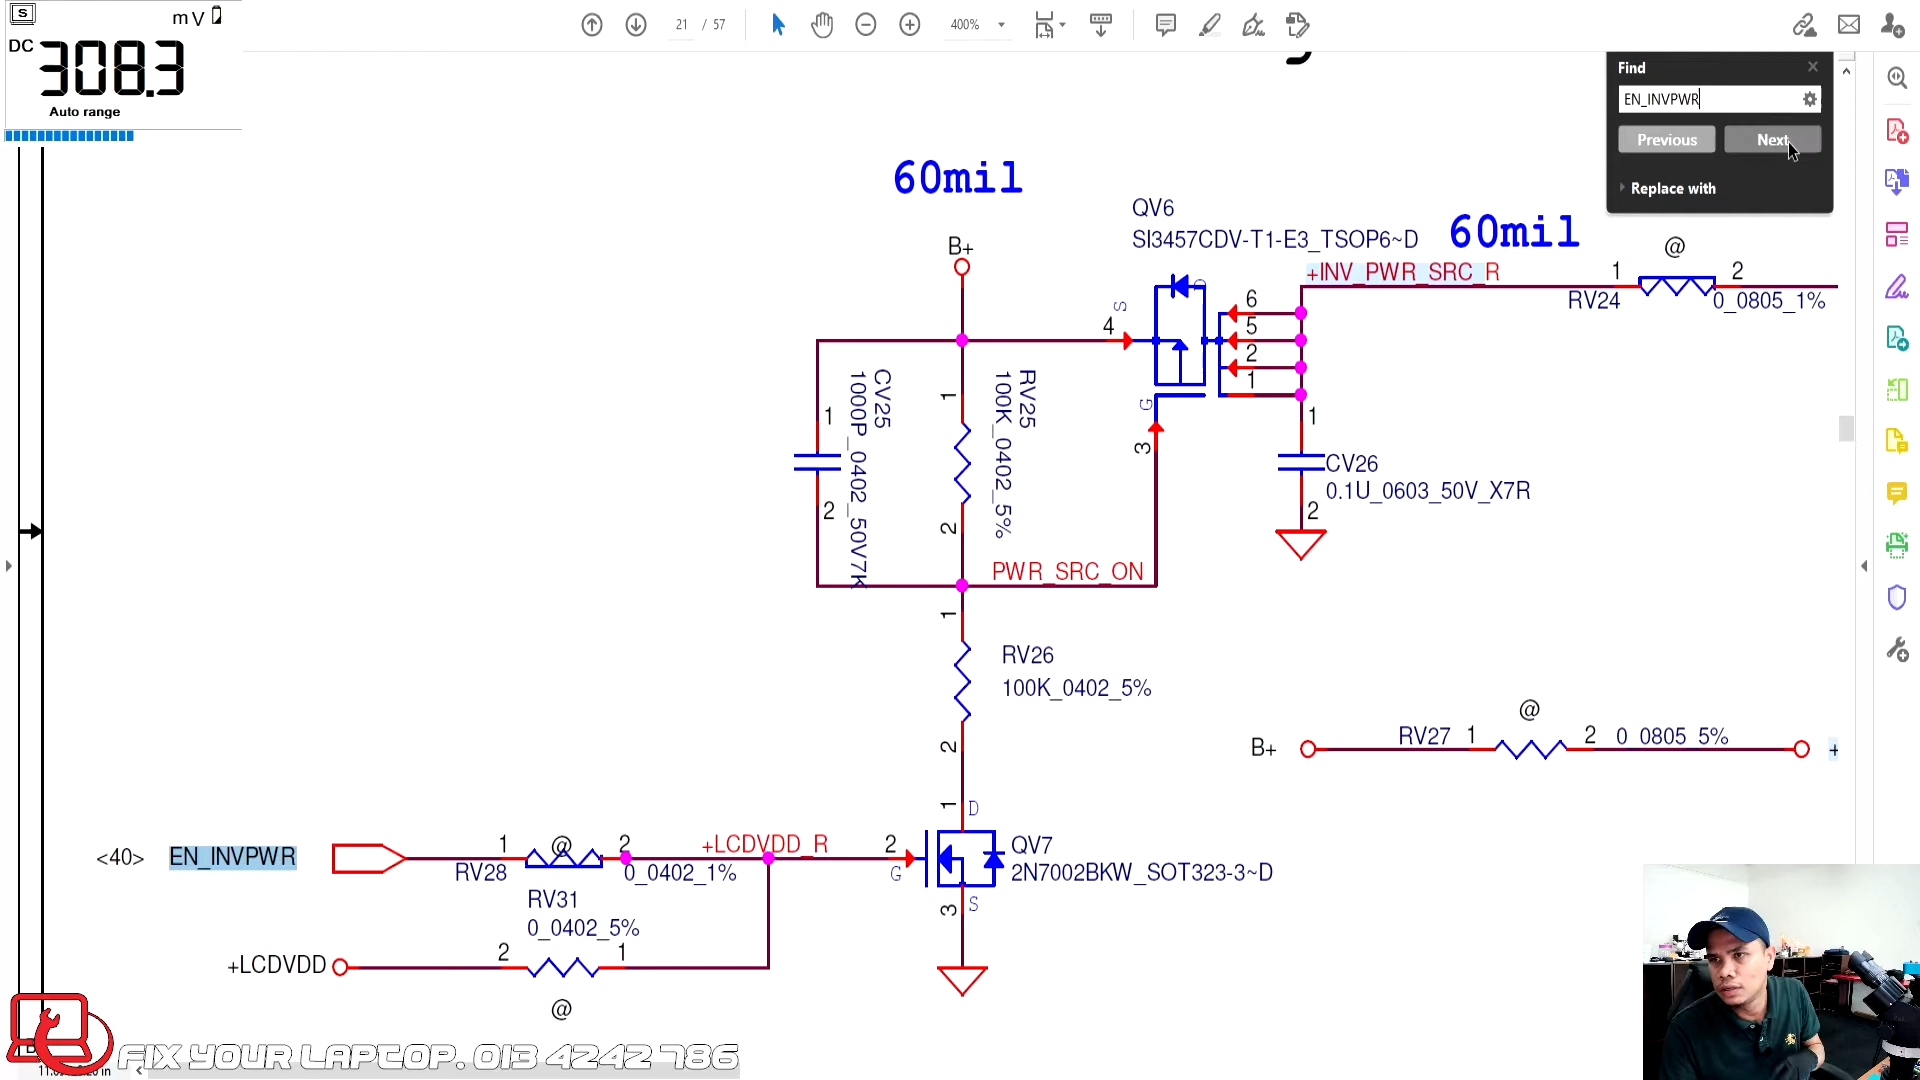 S
mV
DC
308.3
Auto range
21 / 57
400%
Find
EN_INVPWR
Previous
Next
Replace with
60mil
B+
QV6
SI3457CDV-T1-E3_TSOP6~D
60mil
@
+INV_PWR_SRC_R
1
2
RV24
0_0805_1%
S
D
4
6
5
2
1
G
3
1
CV25
1000P_0402_50V7K
2
1
RV25
100K_0402_5%
2
1
CV26
0.1U_0603_50V_X7R
2
PWR_SRC_ON
1
RV26
100K_0402_5%
2
@
B+
RV27
1
2
0_0805_5%
+
1
D
<40>
EN_INVPWR
1
@
2
RV28
0_0402_1%
+LCDVDD_R
2
G
QV7
2N7002BKW_SOT323-3~D
3
S
RV31
0_0402_5%
2
1
+LCDVDD
@
FIX YOUR LAPTOP. 013 4242 786